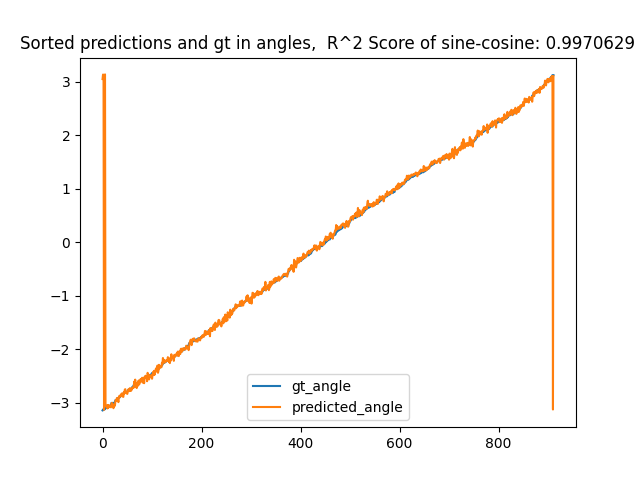 Sorted predictions and gt in angles,  R^2 Score of sine-cosine: 0.9970629
3
2
1
0
−1
−2
−3
gt_angle
predicted_angle
0 200 400 600 800